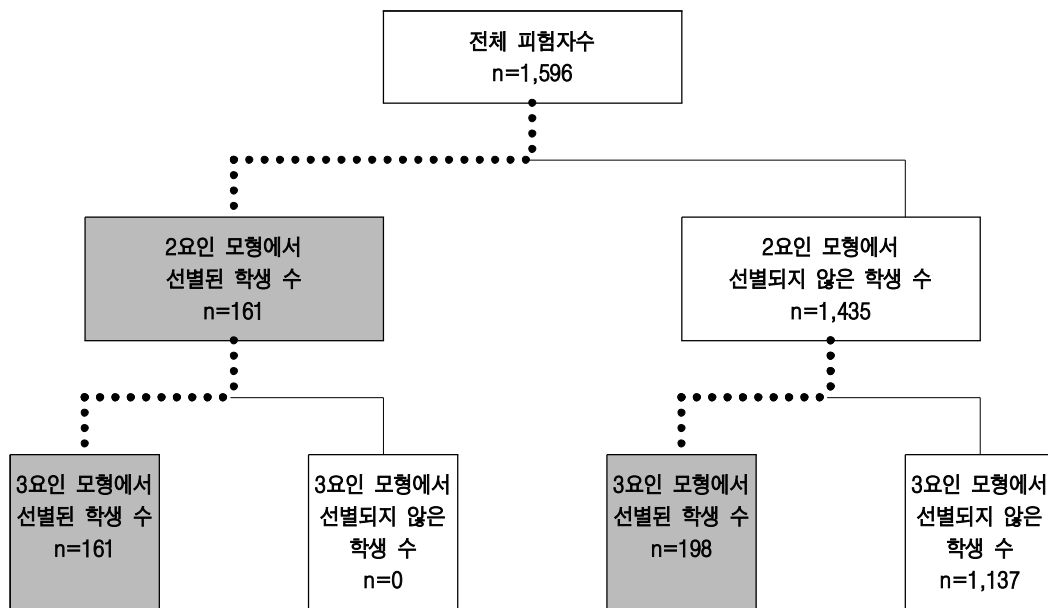 전체 피험자수
n=1,596
2요인 모형에서
선별된 학생 수
n=161
2요인 모형에서
선별되지 않은 학생 수
n=1,435
3요인 모형에서
선별된 학생 수
n=161
3요인 모형에서
선별되지 않은
학생 수
n=0
3요인 모형에서
선별된 학생 수
n=198
3요인 모형에서
선별되지 않은
학생 수
n=1,137